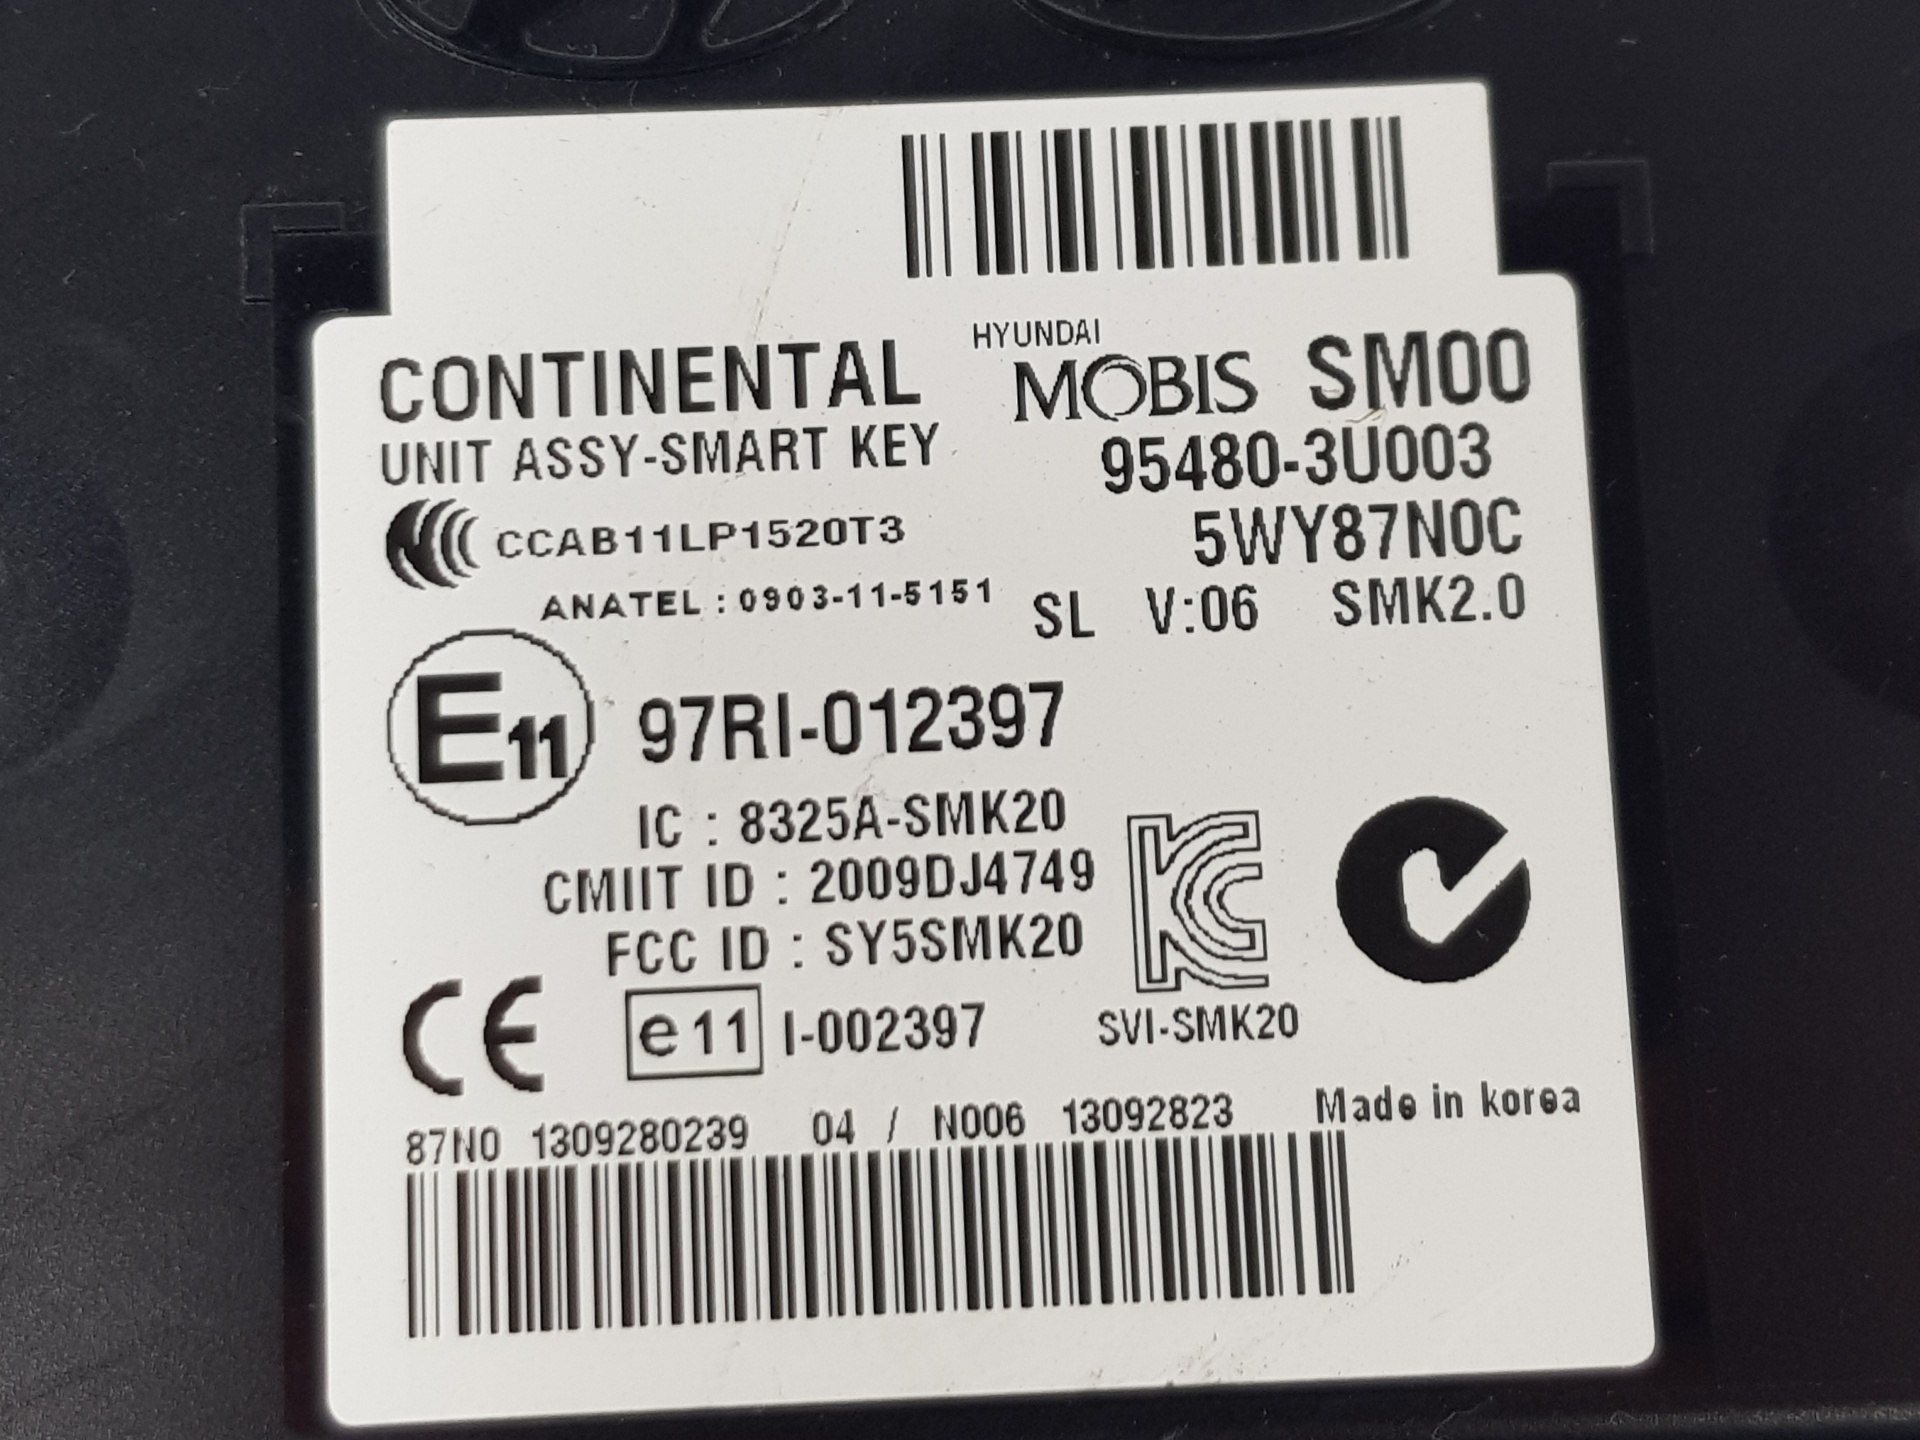 HYUNDAI
CONTINENTAL MOBIS SM00
UNIT ASSY-SMART KEY 95480-3U003
CCAB11LP1520T3 5WY87N0C
ANATEL : 0903-11-5151 SL V:06 SMK2.0
E11 97RI-012397
IC : 8325A-SMK20
CMIIT ID : 2009DJ4749
FCC ID : SY5SMK20
CE e11 I-002397 SVI-SMK20
87N0 1309280239 04 / N006 13092823 Made in korea